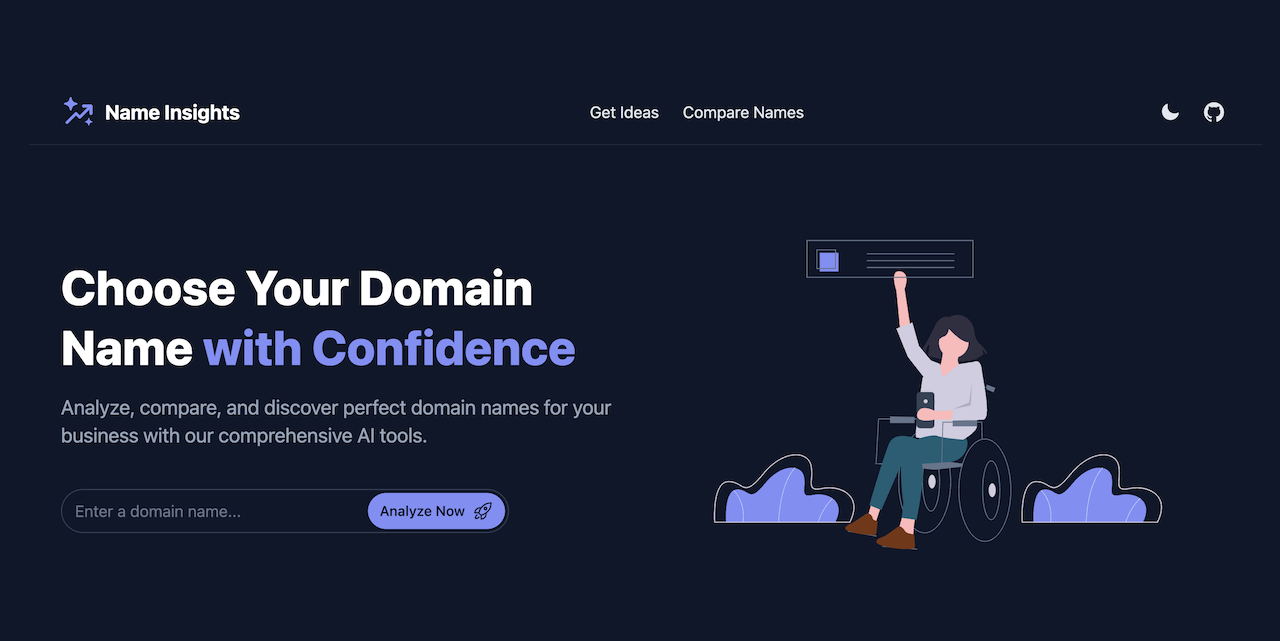 Name Insights
Get Ideas
Compare Names
Choose Your Domain
Name with Confidence
Analyze, compare, and discover perfect domain names for your
business with our comprehensive AI tools.
Enter a domain name...
Analyze Now